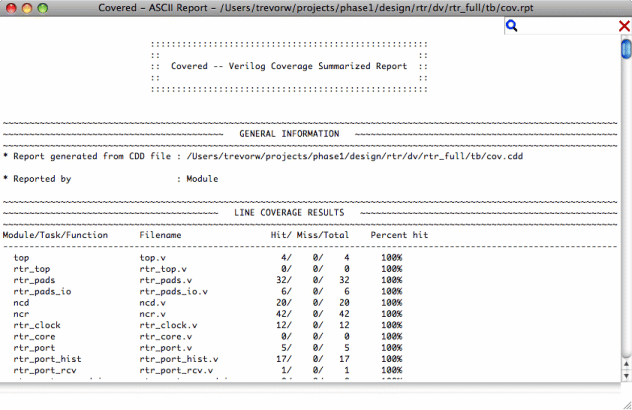 Covered - ASCII Report - /Users/trevorw/projects/phase1/design/rtr/dv/rtr_full/tb/cov.rpt
:::::::::::::::::::::::::::::::::::::::::::::::::::::
:: ::
:: Covered -- Verilog Coverage Summarized Report ::
:: ::
:::::::::::::::::::::::::::::::::::::::::::::::::::::
GENERAL INFORMATION
* Report generated from CDD file : /Users/trevorw/projects/phase1/design/rtr/dv/rtr_full/tb/cov.cdd
* Reported by : Module
LINE COVERAGE RESULTS
Module/Task/Function Filename Hit/ Miss/Total Percent hit
top top.v 4/ 0/ 4 100%
rtr_top rtr_top.v 0/ 0/ 0 100%
rtr_pads rtr_pads.v 32/ 0/ 32 100%
rtr_pads_io rtr_pads_io.v 6/ 0/ 6 100%
ncd ncd.v 20/ 0/ 20 100%
ncr ncr.v 42/ 0/ 42 100%
rtr_clock rtr_clock.v 12/ 0/ 12 100%
rtr_core rtr_core.v 0/ 0/ 0 100%
rtr_port rtr_port.v 5/ 0/ 5 100%
rtr_port_hist rtr_port_hist.v 17/ 0/ 17 100%
rtr_port_rcv rtr_port_rcv.v 1/ 0/ 1 100%